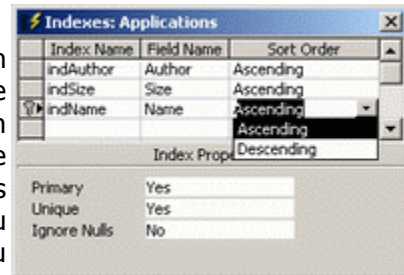 Indexes: Applications
Index Name Field Name Sort Order
indAuthor Author Ascending
indSize Size Ascending
indName Name Ascending
Ascending
Descending
Index Prop
Primary Yes
Unique Yes
Ignore Nulls No
n
e
n
e
s
u
u